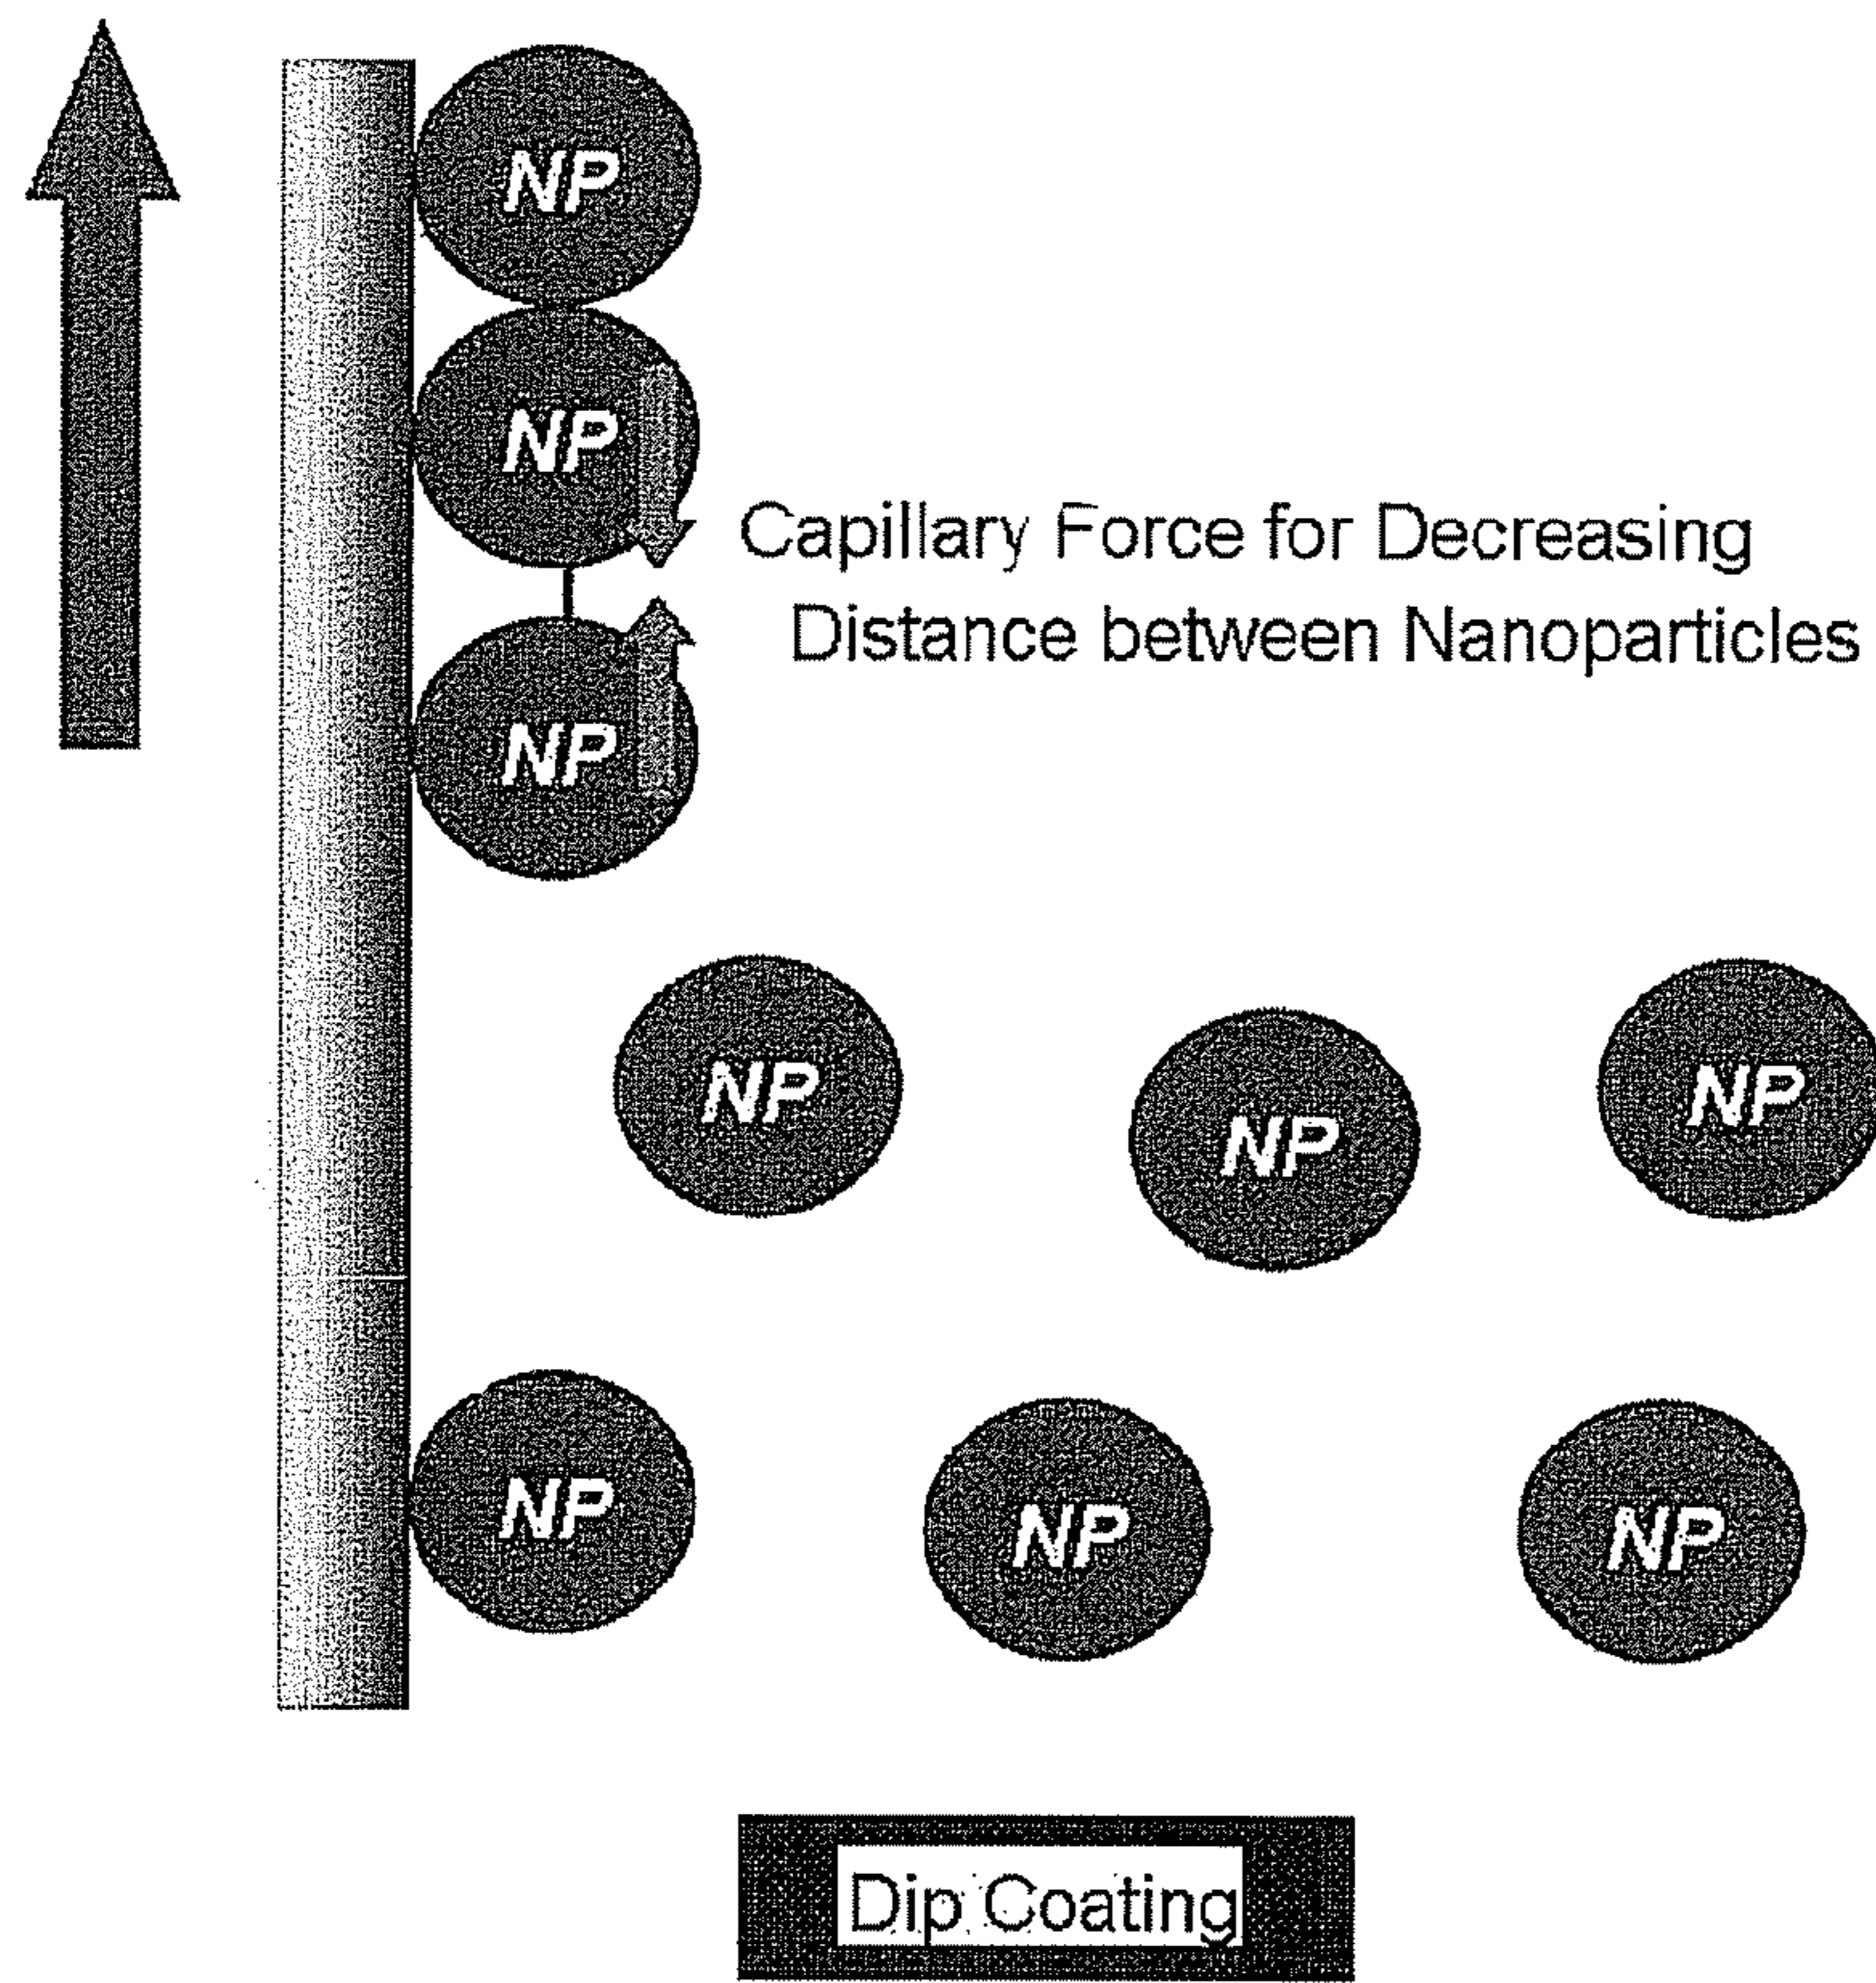 NP
NP
Capillary Force for Decreasing
Distance between Nanoparticles
NP
NP
NP
NP
NP
NP
NP
Dip Coating